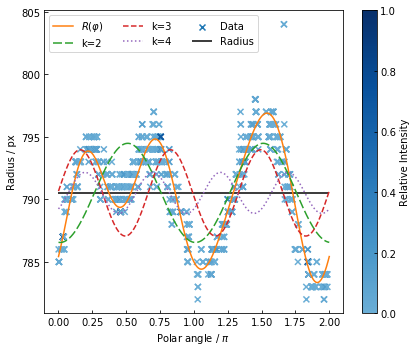 R(φ)
k=2
k=3
k=4
Data
Radius
805
800
795
790
785
Radius / px
0.00 0.25 0.50 0.75 1.00 1.25 1.50 1.75 2.00
Polar angle / π
1.0
0.8
0.6
0.4
0.2
0.0
Relative Intensity